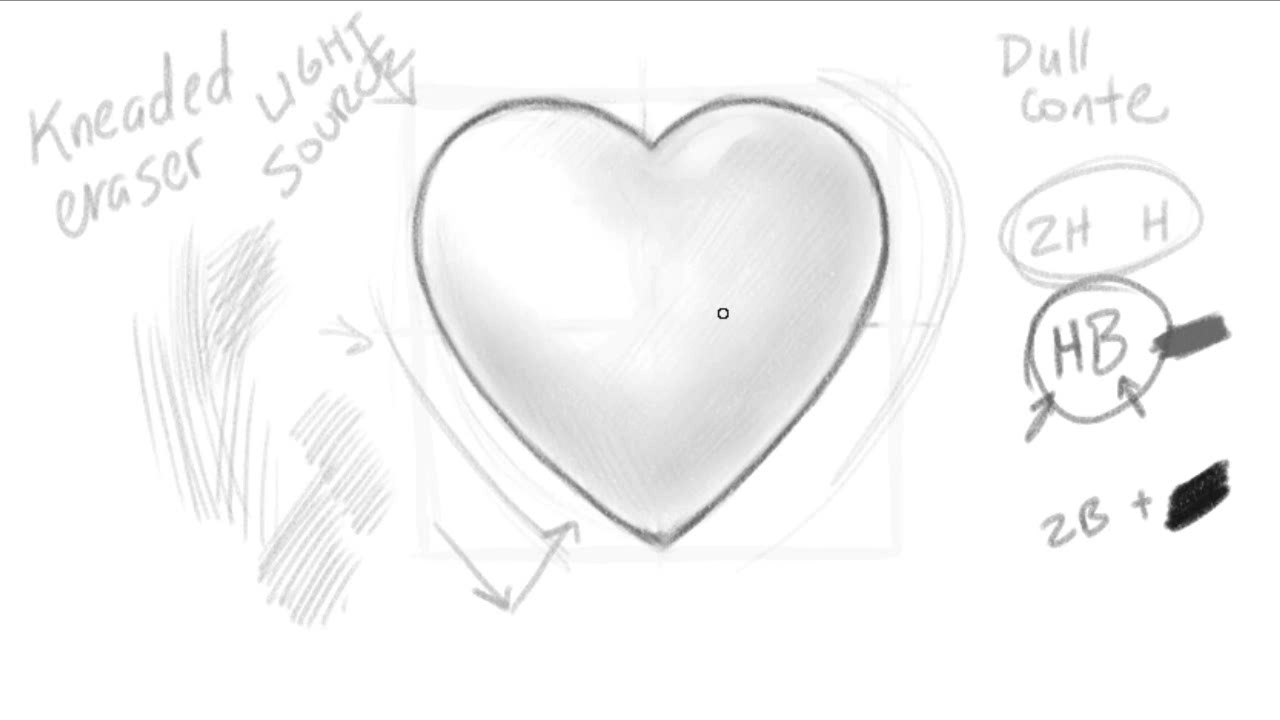 Kneaded
eraser
LIGHT
SOURCE
Dull
conte
2H H
HB
2B +